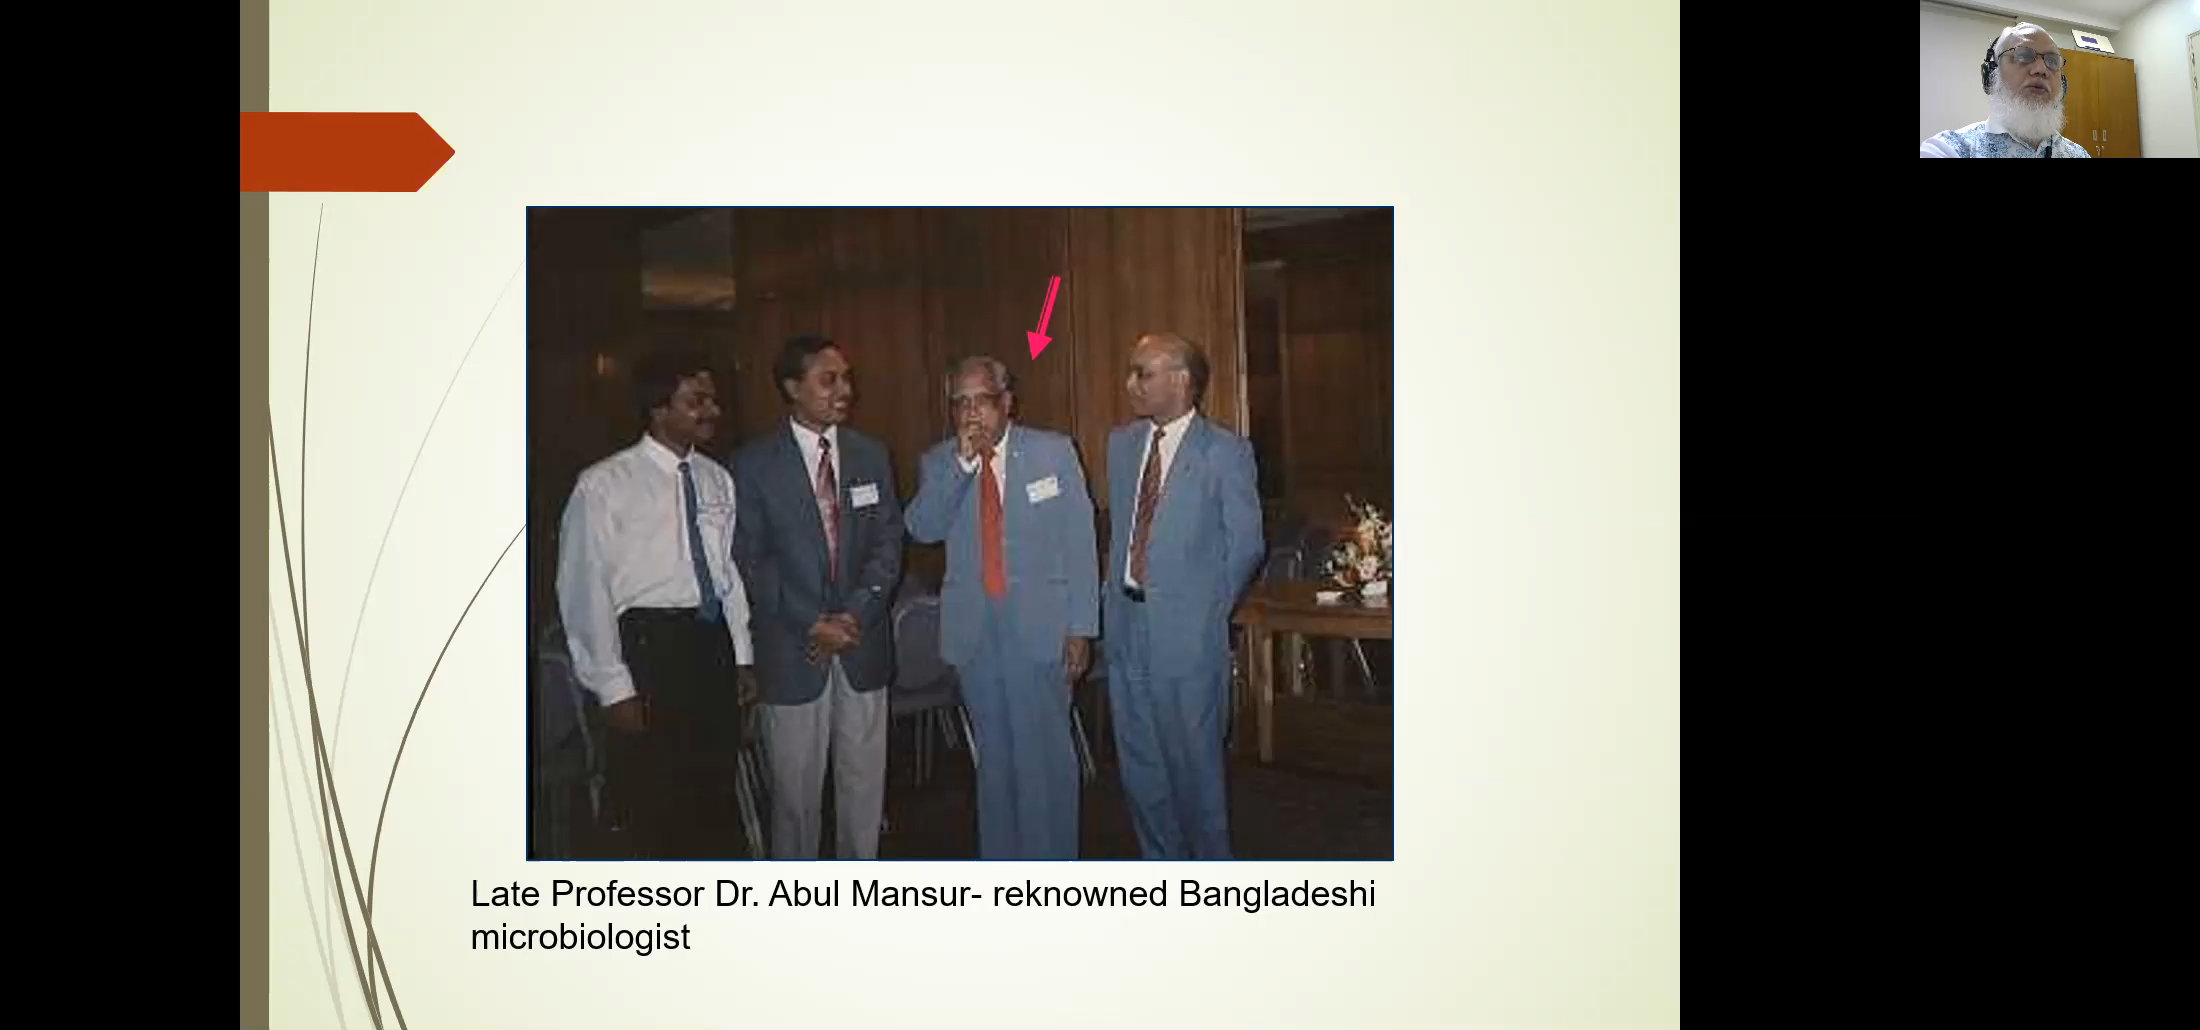 Late Professor Dr. Abul Mansur- reknowned Bangladeshi
microbiologist